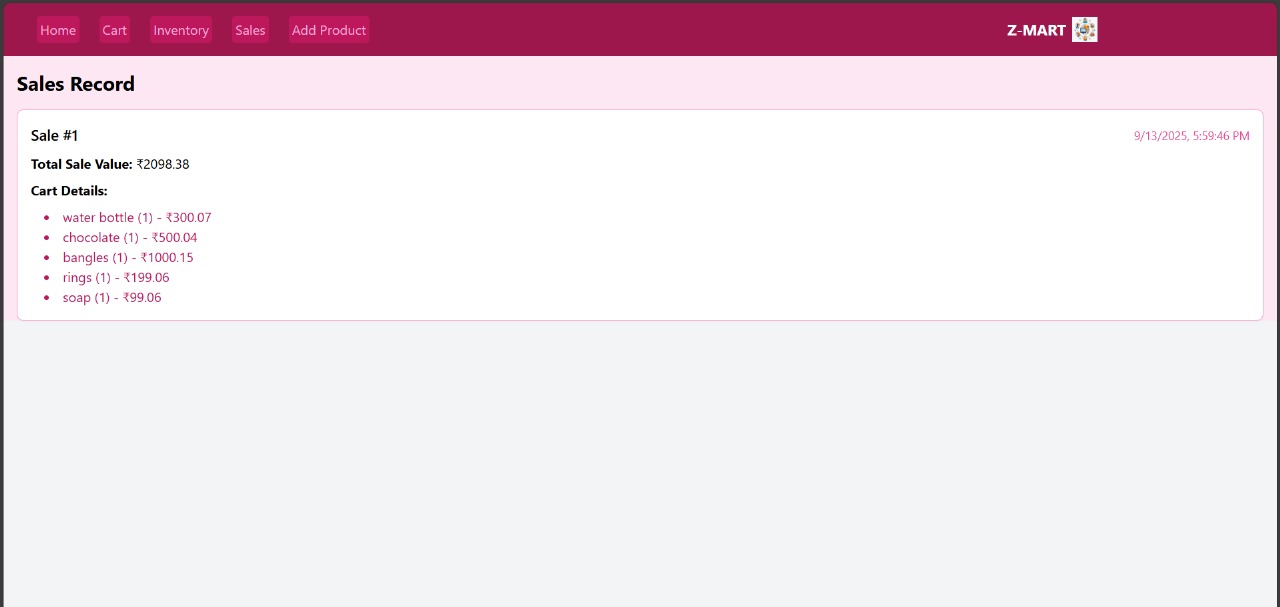 Home Cart Inventory Sales Add Product Z-MART
Sales Record
Sale #1 9/13/2025, 5:59:46 PM
Total Sale Value: ₹2098.38
Cart Details:
• water bottle (1) - ₹300.07
• chocolate (1) - ₹500.04
• bangles (1) - ₹1000.15
• rings (1) - ₹199.06
• soap (1) - ₹99.06